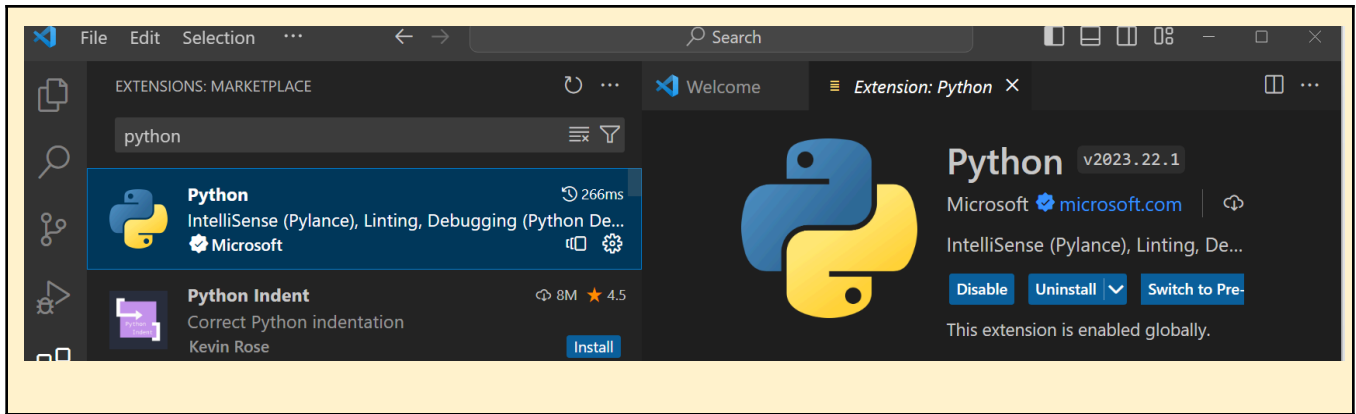 File Edit Selection ··· Search
EXTENSIONS: MARKETPLACE
python
Python 266ms
IntelliSense (Pylance), Linting, Debugging (Python De...
Microsoft
Python Indent 8M 4.5
Correct Python indentation
Kevin Rose Install
Welcome Extension: Python
Python v2023.22.1
Microsoft microsoft.com
IntelliSense (Pylance), Linting, De...
Disable Uninstall Switch to Pre-
This extension is enabled globally.